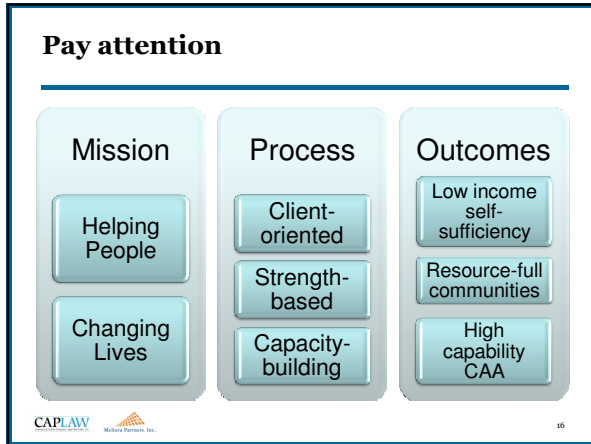 Pay attention
Mission
Helping
People
Changing
Lives
Process
Client-
oriented
Strength-
based
Capacity-
building
Outcomes
Low income
self-
sufficiency
Resource-full
communities
High
capability
CAA
CAPLAW
Meliora Partners, Inc.
16